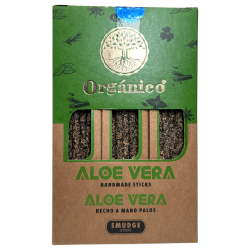 Orgánico
ALOE VERA
HANDMADE STICKS
ALOE VERA
HECHO A MANO PALOS
SMUDGE